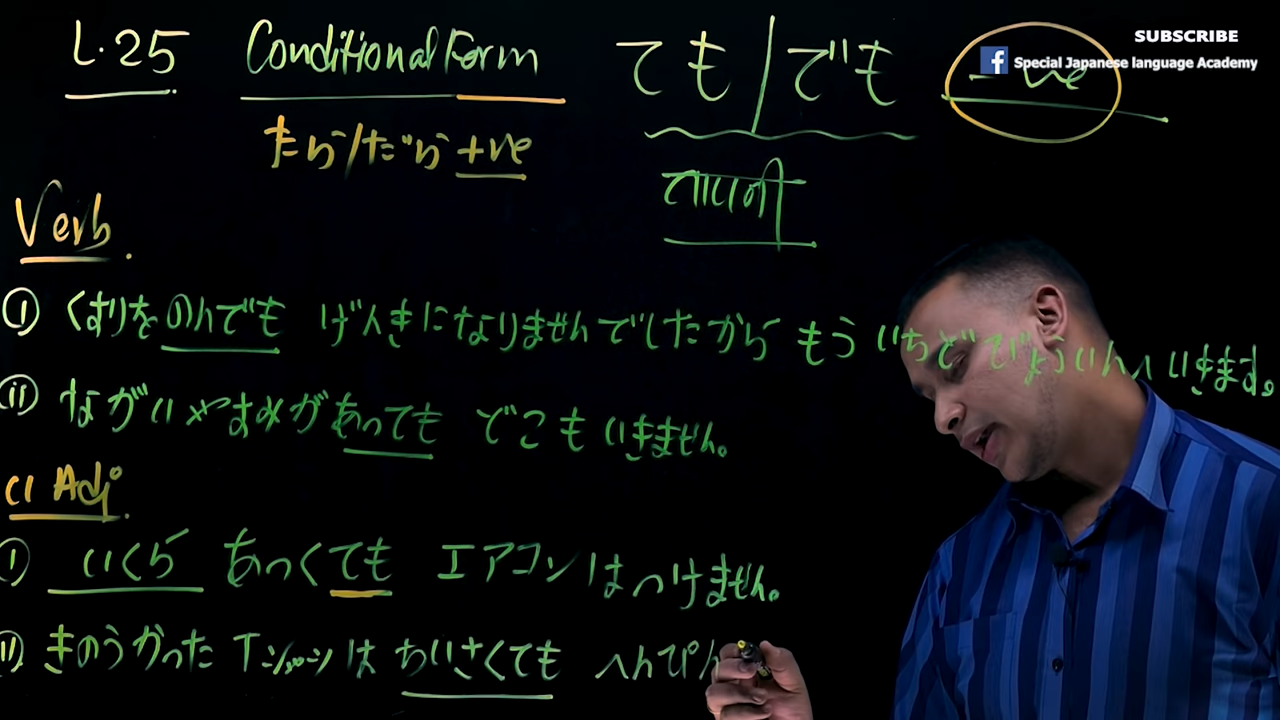 SUBSCRIBE
L.25 Conditional Form ても/でも -ve
Special Japanese language Academy
たら/だら +ve
Verb.
① くすりを のんでも げんきに なりませんでしたから もう いちど びょういんへ いきます。
ii ながい やすみが あっても どこも いきません。
い Adj.
① いくら あつくても エアコンは つけません。
ii きのう かった Tシャツは ちいさくても へんぴん